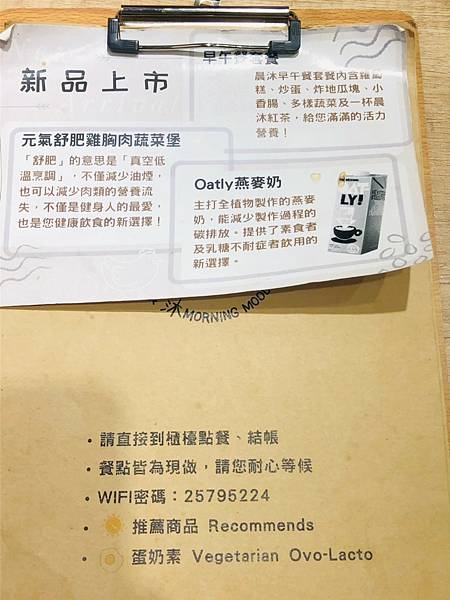 新品上市
早午餐套餐
晨沐早午餐套餐內含雞
糕、炒蛋、炸地瓜塊、小
香腸、多樣蔬菜及一杯晨
沐紅茶，給您滿滿的活力
營養！
元氣舒肥雞胸肉蔬菜堡
「舒肥」的意思是「真空低
溫烹調」，不僅減少油煙，
也可以減少肉類的營養流
失，不僅是健身人的最愛，
也是您健康飲食的新選擇！
Oatly燕麥奶
主打全植物製作的燕麥
奶，能減少製作過程的
碳排放。提供了素食者
及乳糖不耐症者飲用的
新選擇。
LY!
沐 MORNING MOOD
・請直接到櫃檯點餐、結帳
・餐點皆為現做，請您耐心等候
・WIFI密碼：25795224
・推薦商品 Recommends
・蛋奶素 Vegetarian Ovo-Lacto